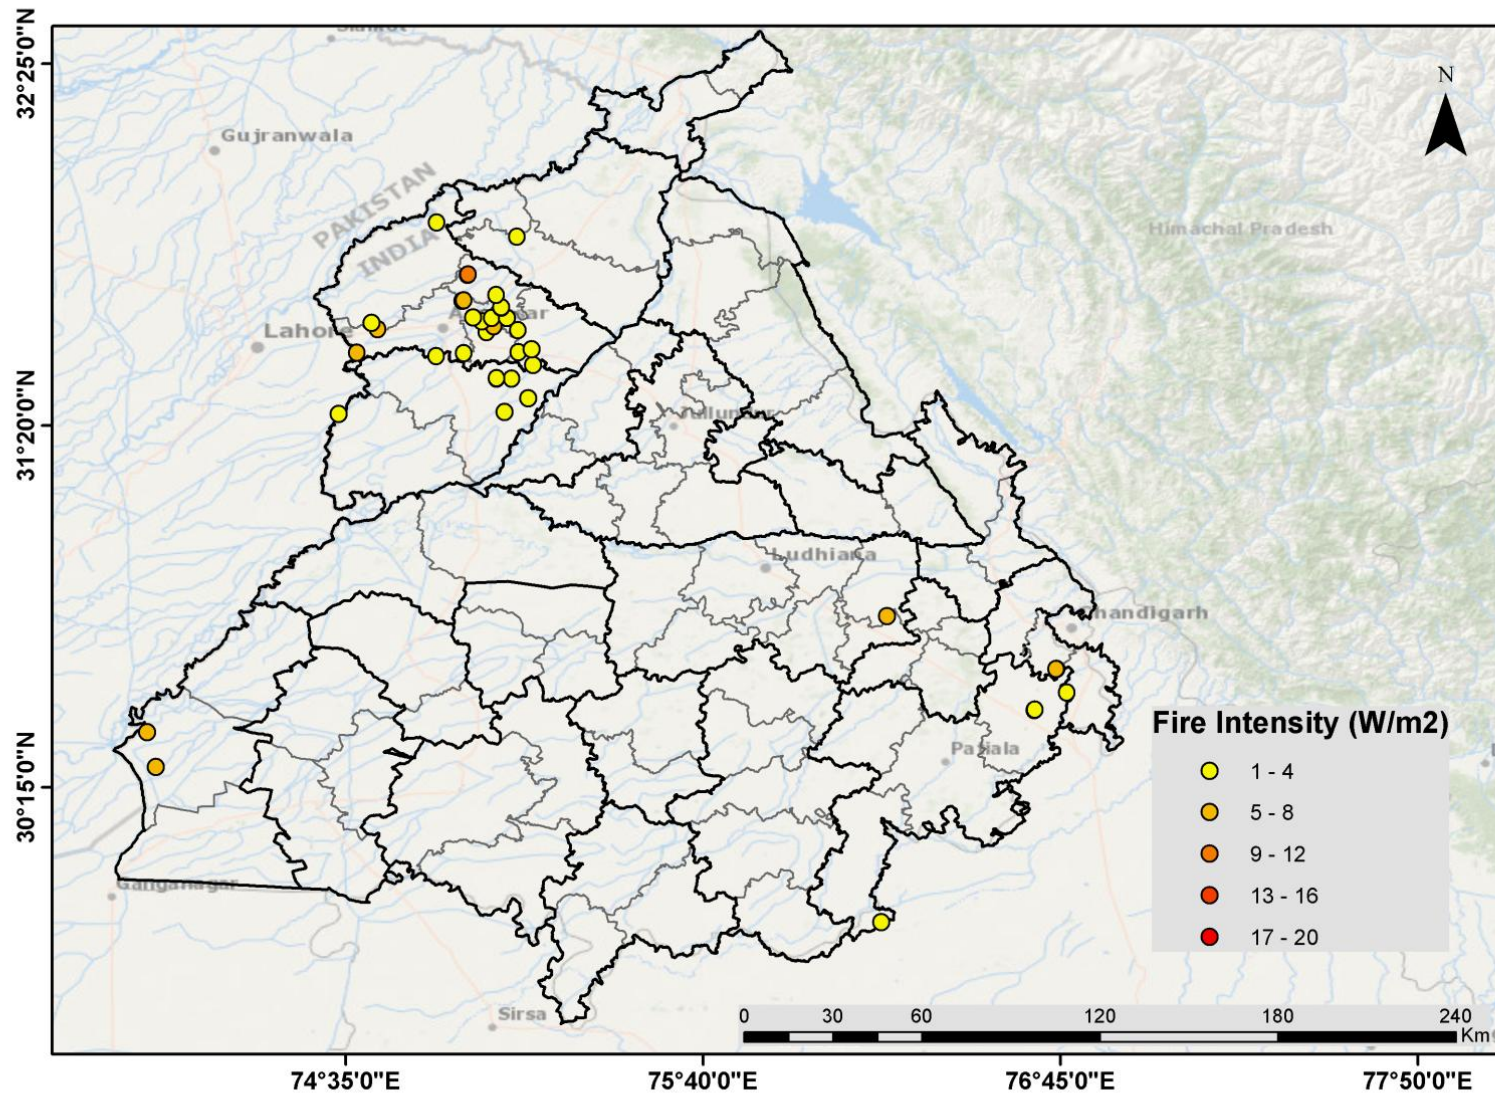 32°25'0"N
31°20'0"N
30°15'0"N
Sialkot
Gujranwala
PAKISTAN
INDIA
Lahore
Himachal Pradesh
N
Jullundur
Ludhiana
Chandigarh
Patiala
Ganganagar
Sirsa
Fire Intensity (W/m2)
1 - 4
5 - 8
9 - 12
13 - 16
17 - 20
0 30 60 120 180 240
Km
74°35'0"E 75°40'0"E 76°45'0"E 77°50'0"E